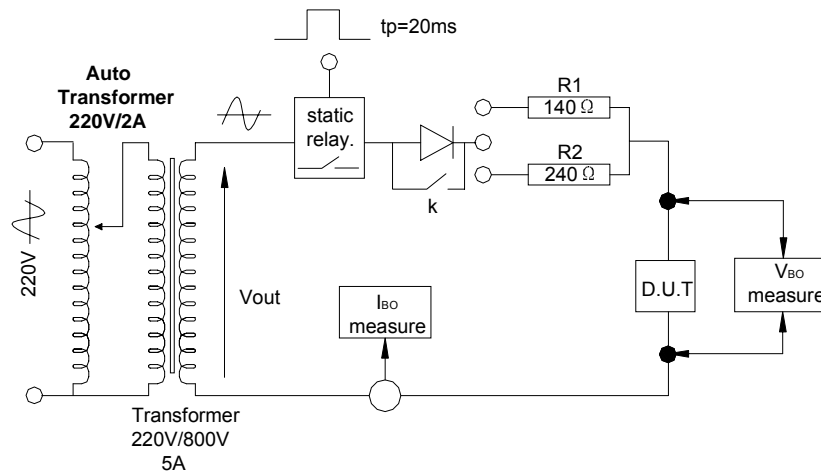 tp=20ms
Auto
Transformer
220V/2A
static
relay.
R1
140 Ω
R2
240 Ω
k
220V
Vout
IBO
measure
D.U.T
VBO
measure
Transformer
220V/800V
5A